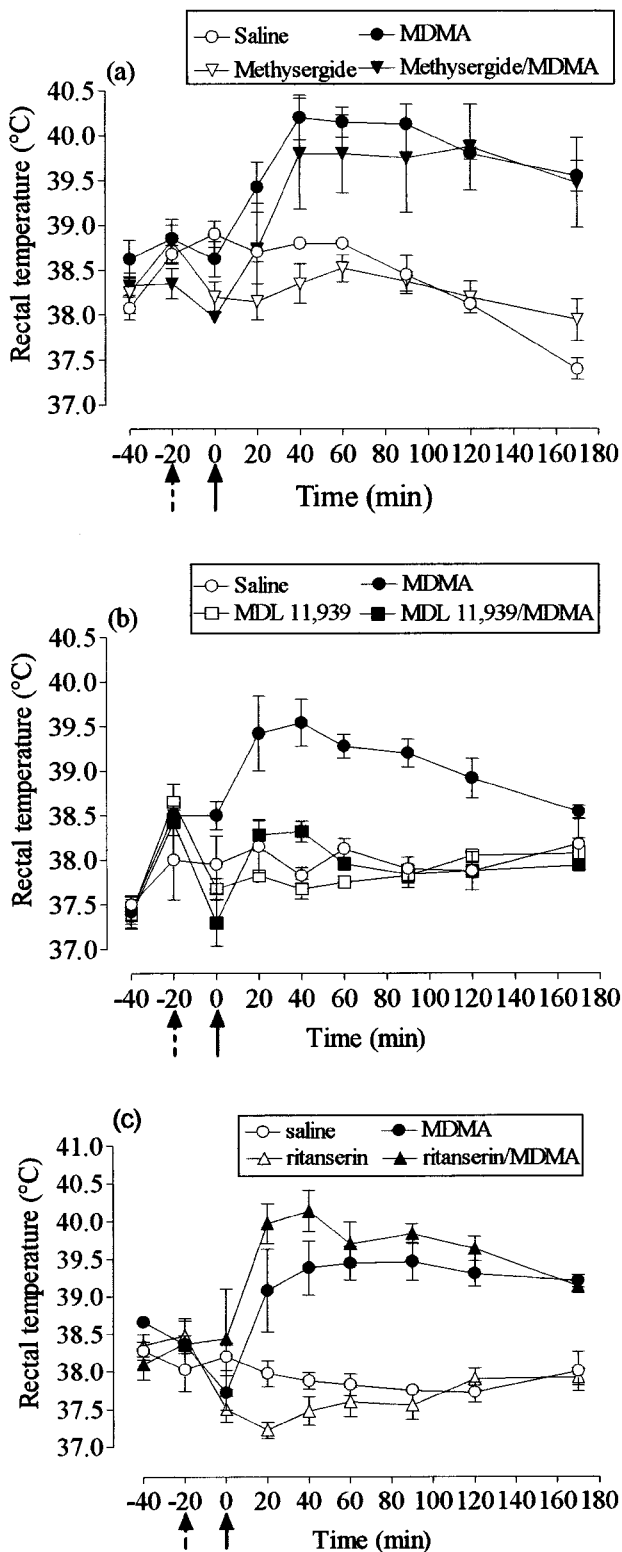 (a)
Saline MDMA
Methysergide Methysergide/MDMA
Rectal temperature (°C)
40.5
40.0
39.5
39.0
38.5
38.0
37.5
37.0
-40 -20 0 20 40 60 80 100 120 140 160 180
Time (min)
(b)
Saline MDMA
MDL 11,939 MDL 11,939/MDMA
Rectal temperature (°C)
40.5
40.0
39.5
39.0
38.5
38.0
37.5
37.0
-40 -20 0 20 40 60 80 100 120 140 160 180
Time (min)
(c)
saline MDMA
ritanserin ritanserin/MDMA
Rectal temperature (°C)
41.0
40.5
40.0
39.5
39.0
38.5
38.0
37.5
37.0
-40 -20 0 20 40 60 80 100 120 140 160 180
Time (min)